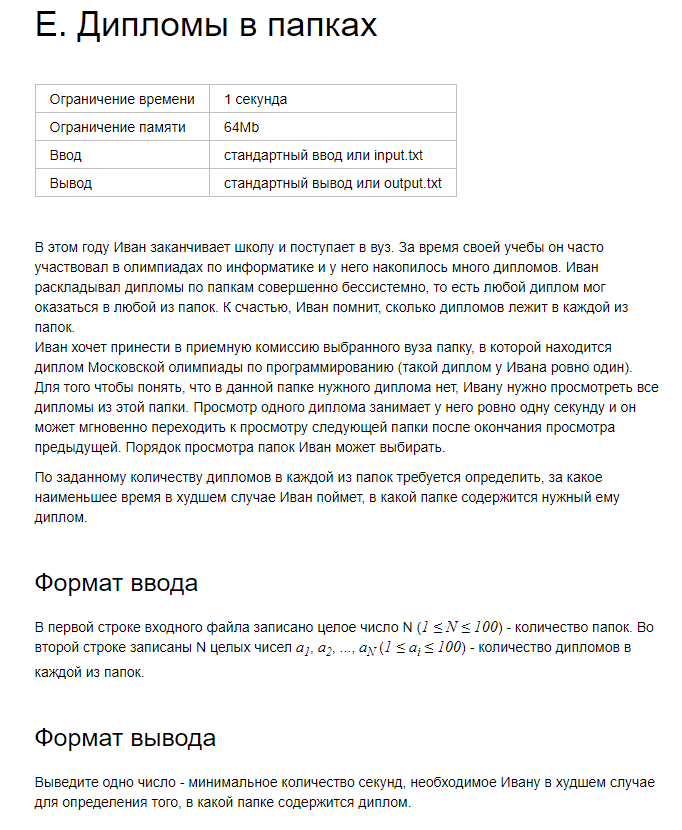 Е. Дипломы в папках
Ограничение времени 1 секунда
Ограничение памяти 64Mb
Ввод стандартный ввод или input.txt
Вывод стандартный вывод или output.txt
В этом году Иван заканчивает школу и поступает в вуз. За время своей учебы он часто
участвовал в олимпиадах по информатике и у него накопилось много дипломов. Иван
раскладывал дипломы по папкам совершенно бессистемно, то есть любой диплом мог
оказаться в любой из папок. К счастью, Иван помнит, сколько дипломов лежит в каждой из
папок.
Иван хочет принести в приемную комиссию выбранного вуза папку, в которой находится
диплом Московской олимпиады по программированию (такой диплом у Ивана ровно один).
Для того чтобы понять, что в данной папке нужного диплома нет, Ивану нужно просмотреть все
дипломы из этой папки. Просмотр одного диплома занимает у него ровно одну секунду и он
может мгновенно переходить к просмотру следующей папки после окончания просмотра
предыдущей. Порядок просмотра папок Иван может выбирать.
По заданному количеству дипломов в каждой из папок требуется определить, за какое
наименьшее время в худшем случае Иван поймет, в какой папке содержится нужный ему
диплом.
Формат ввода
В первой строке входного файла записано целое число N (1 ≤ N ≤ 100) - количество папок. Во
второй строке записаны N целых чисел a1, a2, ..., aN (1 ≤ ai ≤ 100) - количество дипломов в
каждой из папок.
Формат вывода
Выведите одно число - минимальное количество секунд, необходимое Ивану в худшем случае
для определения того, в какой папке содержится диплом.